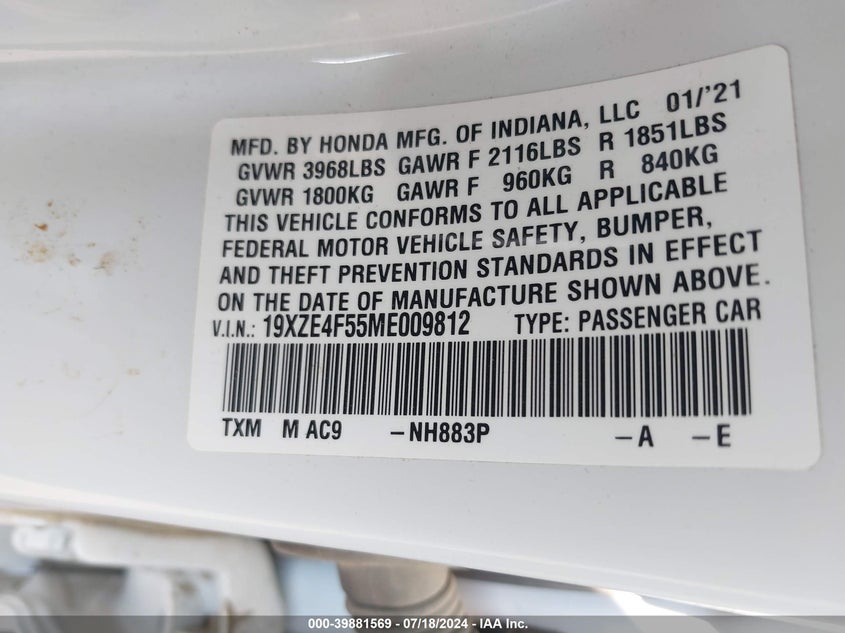 MFD. BY HONDA MFG. OF INDIANA, LLC 01/'21
GVWR 3968LBS GAWR F 2116LBS R 1851LBS
GVWR 1800KG GAWR F 960KG R 840KG
THIS VEHICLE CONFORMS TO ALL APPLICABLE
FEDERAL MOTOR VEHICLE SAFETY, BUMPER,
AND THEFT PREVENTION STANDARDS IN EFFECT
ON THE DATE OF MANUFACTURE SHOWN ABOVE.
V.I.N.: 19XZE4F55ME009812 TYPE: PASSENGER CAR
TXM M AC9 –NH883P –A –E
000-39881569 / 07/18/2024 / © IAA Inc.